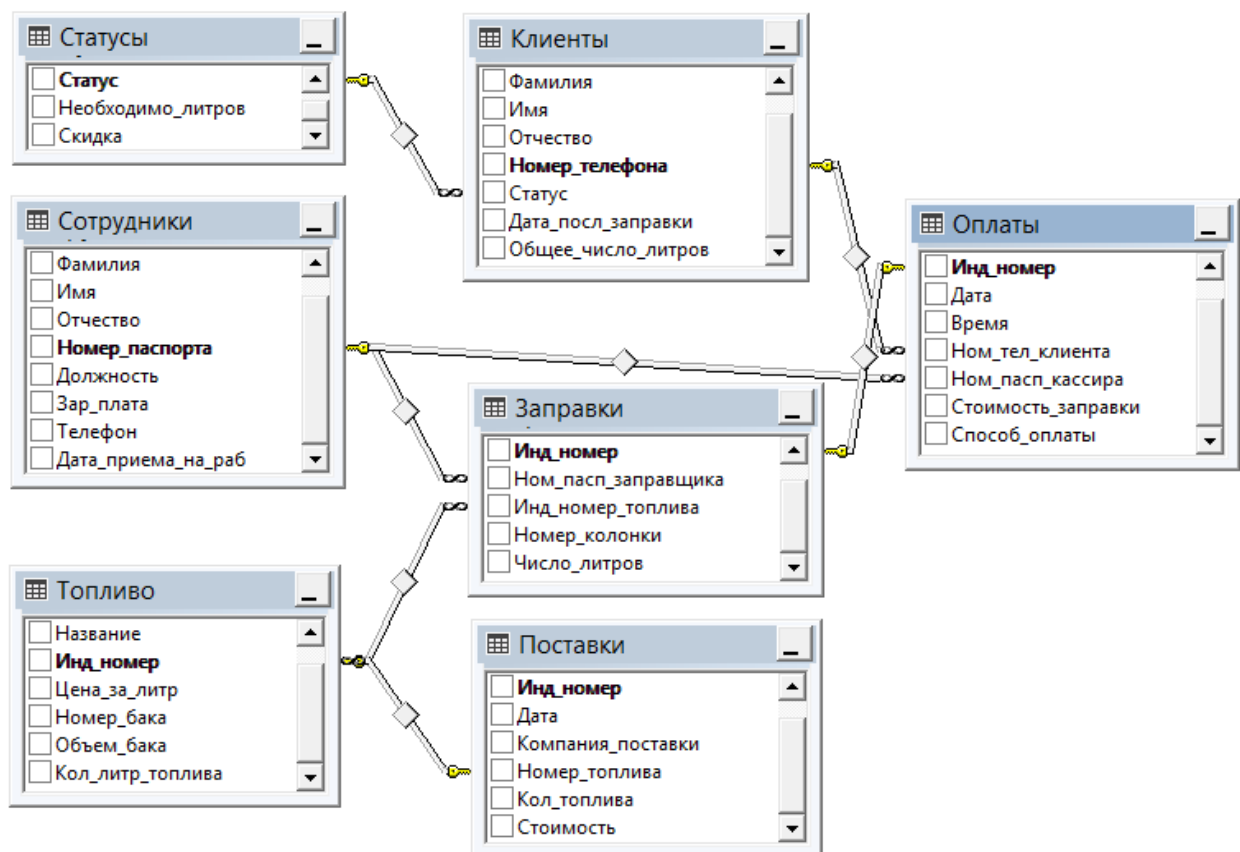 Статусы
Статус
Необходимо_литров
Скидка
Клиенты
Фамилия
Имя
Отчество
Номер_телефона
Статус
Дата_посл_заправки
Общее_число_литров
Сотрудники
Фамилия
Имя
Отчество
Номер_паспорта
Должность
Зар_плата
Телефон
Дата_приема_на_раб
Оплаты
Инд_номер
Дата
Время
Ном_тел_клиента
Ном_пасп_кассира
Стоимость_заправки
Способ_оплаты
Заправки
Инд_номер
Ном_пасп_заправщика
Инд_номер_топлива
Номер_колонки
Число_литров
Топливо
Название
Инд_номер
Цена_за_литр
Номер_бака
Объем_бака
Кол_литр_топлива
Поставки
Инд_номер
Дата
Компания_поставки
Номер_топлива
Кол_топлива
Стоимость